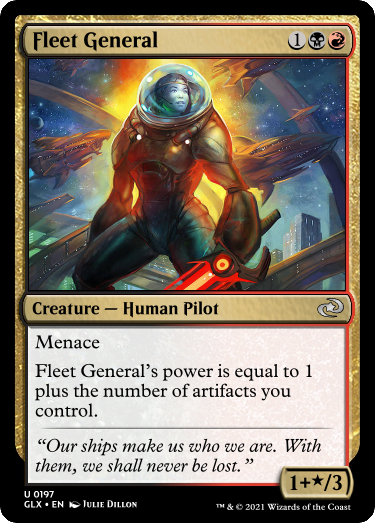 Fleet General 1
Creature — Human Pilot
Menace
Fleet General's power is equal to 1
plus the number of artifacts you
control.
“Our ships make us who we are. With
them, we shall never be lost.”
1+★/3
U 0197
GLX • EN JULIE DILLON
™ & © 2021 Wizards of the Coast